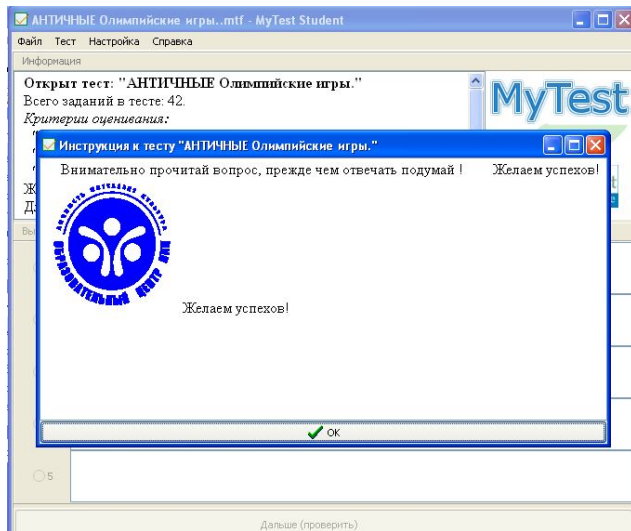 АНТИЧНЫЕ Олимпийские игры..mtf - MyTest Student
Файл Тест Настройка Справка
Информация
Открыт тест: "АНТИЧНЫЕ Олимпийские игры."
Всего заданий в тесте: 42.
Критерии оценивания:
MyTest
Инструкция к тесту "АНТИЧНЫЕ Олимпийские игры."
Внимательно прочитай вопрос, прежде чем отвечать подумай ! Желаем успехов!
ОБРАЗОВАТЕЛЬНЫЙ ЦЕНТР
Желаем успехов!
OK
5
Дальше (проверить)